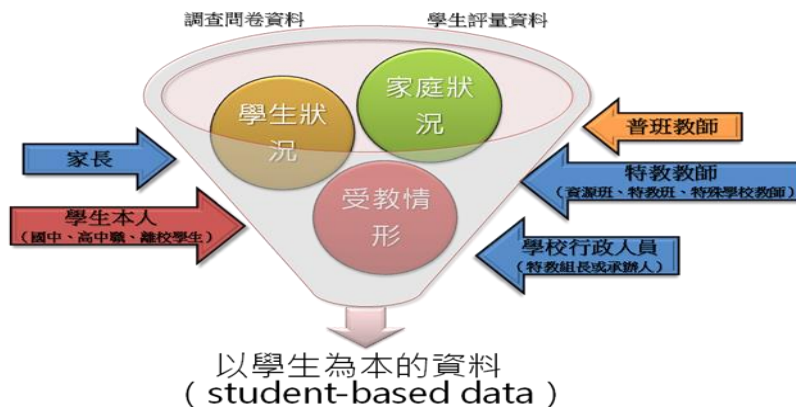 調查問卷資料
學生評量資料
學生狀
況
家庭狀
況
受教情
形
家長
學生本人
（國中、高中職、離校學生）
普班教師
特教教師
（資源班、特教班、特殊學校教師）
學校行政人員
（特教組長或承辦人）
以學生為本的資料
（student-based data）